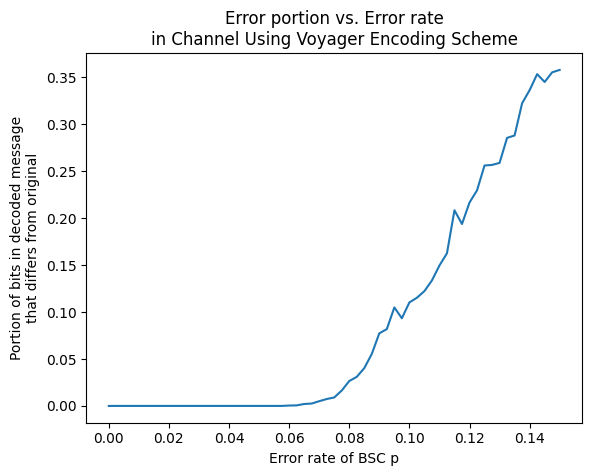 Error portion vs. Error rate
in Channel Using Voyager Encoding Scheme
Portion of bits in decoded message
that differs from original
0.35
0.30
0.25
0.20
0.15
0.10
0.05
0.00
0.00 0.02 0.04 0.06 0.08 0.10 0.12 0.14
Error rate of BSC p